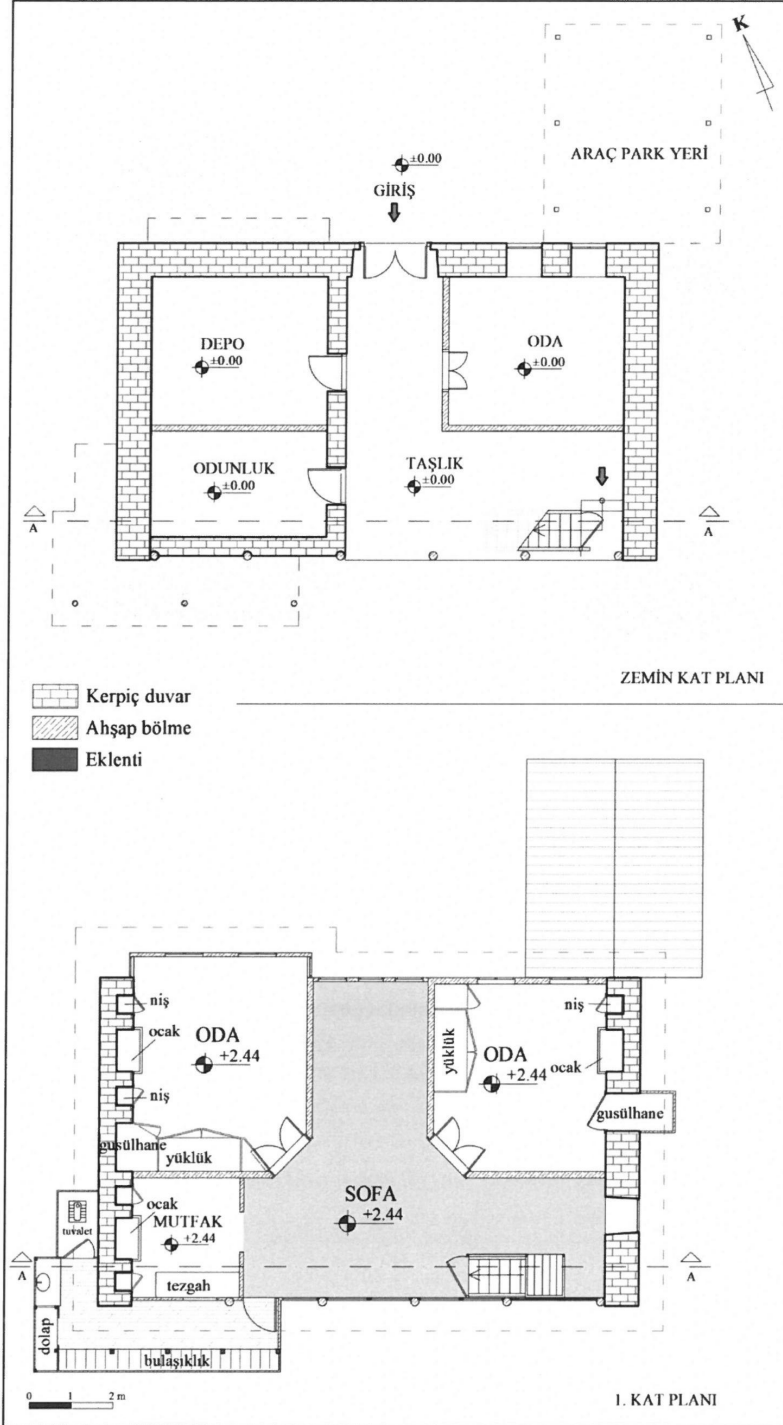 K
ARAÇ PARK YERİ
±0.00
GİRİŞ
DEPO
±0.00
ODA
±0.00
ODUNLUK
±0.00
TAŞLIK
±0.00
A
A
ZEMİN KAT PLANI
Kerpiç duvar
Ahşap bölme
Eklenti
niş
ocak
ODA
+2.44
niş
gusülhane
yüklük
yüklük
ODA
+2.44
niş
ocak
gusülhane
SOFA
+2.44
ocak
MUTFAK
+2.44
tuvalet
tezgah
A
A
dolap
bulaşıklık
0 1 2 m
1. KAT PLANI